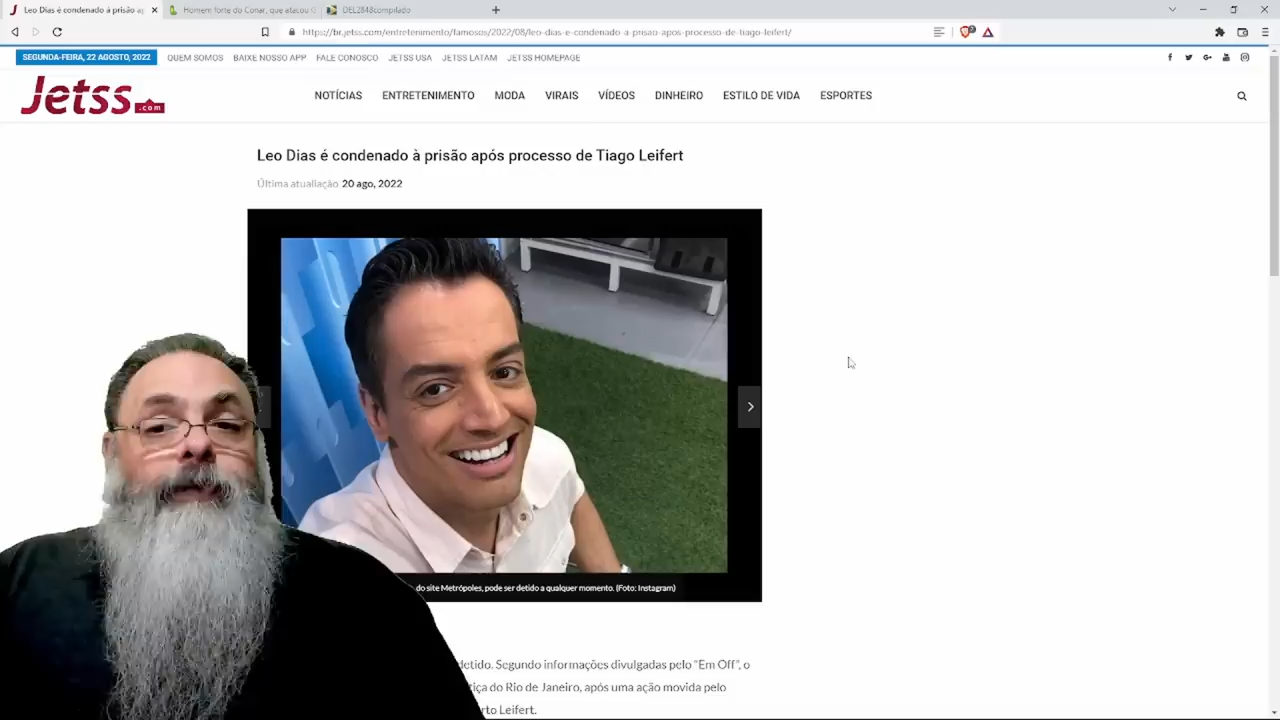 Leo Dias é condenado à prisão ap
Homem forte do Conar, que atacou
DEL2848compilado
https://br.jetss.com/entretenimento/famosos/2022/08/leo-dias-e-condenado-a-prisao-apos-processo-de-tiago-leifert/
SEGUNDA-FEIRA, 22 AGOSTO, 2022 QUEM SOMOS BAIXE NOSSO APP FALE CONOSCO JETSS USA JETSS LATAM JETSS HOMEPAGE
Jetss.com
NOTÍCIAS ENTRETENIMENTO MODA VIRAIS VÍDEOS DINHEIRO ESTILO DE VIDA ESPORTES
Leo Dias é condenado à prisão após processo de Tiago Leifert
Última atualiação 20 ago, 2022
do site Metrópoles, pode ser detido a qualquer momento. (Foto: Instagram)
detido. Segundo informações divulgadas pelo "Em Off", o
tiça do Rio de Janeiro, após uma ação movida pelo
rto Leifert.